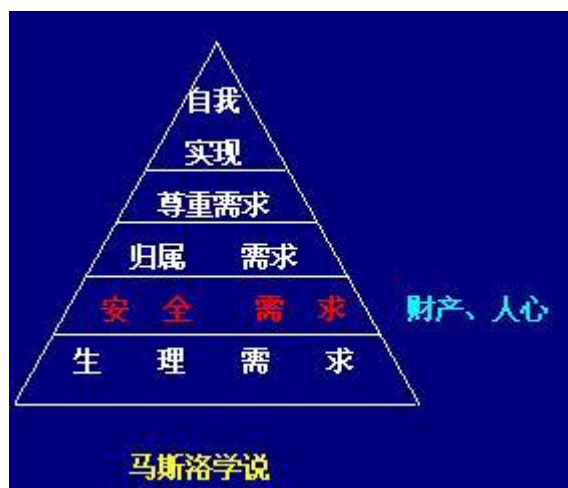 自我
实现
尊重需求
归属 需求
安 全 需 求 财产、人心
生 理 需 求
马斯洛学说